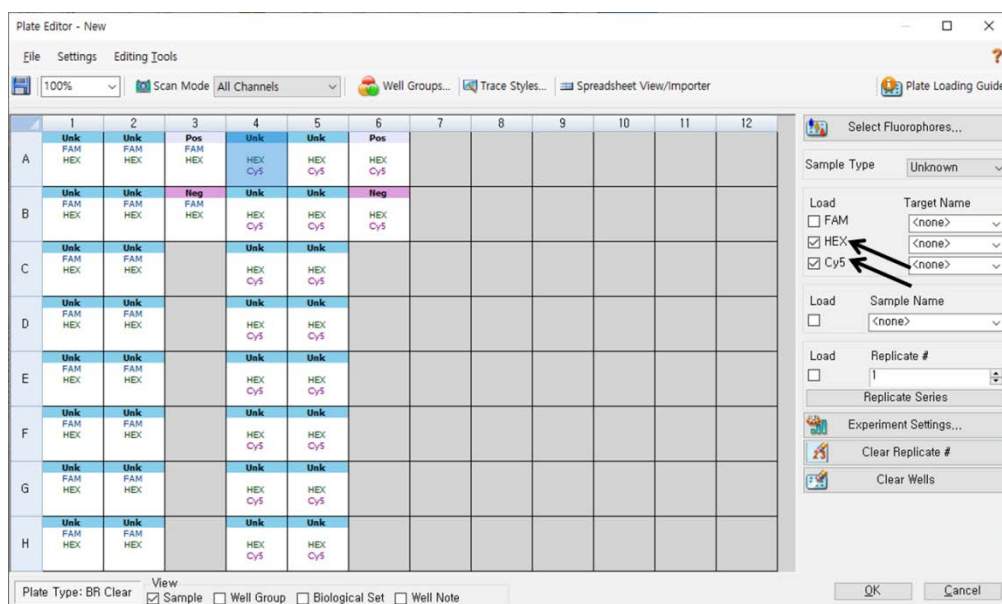 Plate Editor - New
File Settings Editing Tools ?
100% Scan Mode All Channels Well Groups... Trace Styles... Spreadsheet View/Importer Plate Loading Guide
1 2 3 4 5 6 7 8 9 10 11 12
Unk Unk Pos Unk Unk Pos
FAM FAM FAM
A HEX HEX HEX HEX HEX HEX
Cy5 Cy5 Cy5
Unk Unk Neg Unk Unk Neg
FAM FAM FAM
B HEX HEX HEX HEX HEX HEX
Cy5 Cy5 Cy5
Unk Unk Unk Unk
FAM FAM
C HEX HEX HEX HEX
Cy5 Cy5
Unk Unk Unk Unk
FAM FAM
D HEX HEX HEX HEX
Cy5 Cy5
Unk Unk Unk Unk
FAM FAM
E HEX HEX HEX HEX
Cy5 Cy5
Unk Unk Unk Unk
FAM FAM
F HEX HEX HEX HEX
Cy5 Cy5
Unk Unk Unk Unk
FAM FAM
G HEX HEX HEX HEX
Cy5 Cy5
Unk Unk Unk Unk
FAM FAM
H HEX HEX HEX HEX
Cy5 Cy5
Select Fluorophores...
Sample Type Unknown
Load Target Name
FAM <none>
HEX <none>
Cy5 <none>
Load Sample Name
<none>
Load Replicate #
1
Replicate Series
Experiment Settings...
Clear Replicate #
Clear Wells
Plate Type: BR Clear
View
Sample Well Group Biological Set Well Note
OK Cancel